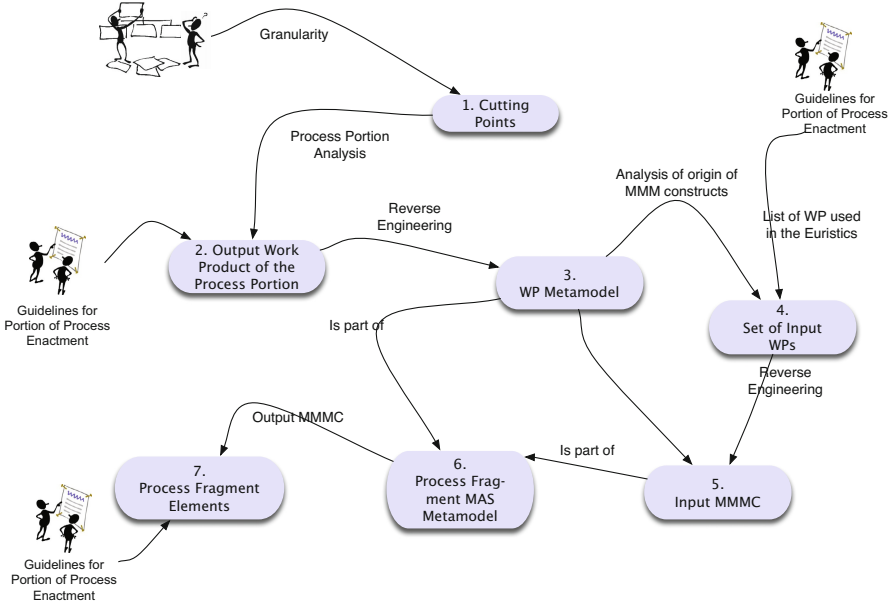 Granularity
1. Cutting
Points
Guidelines for
Portion of Process
Enactment
Process Portion
Analysis
Analysis of origin of
MMM constructs
Reverse
Engineering
List of WP used
in the Euristics
2. Output Work
Product of the
Process Portion
3.
WP Metamodel
Guidelines for
Portion of Process
Enactment
4.
Set of Input
WPs
Is part of
Reverse
Engineering
Output MMMC
Is part of
7.
Process Fragment
Elements
6.
Process Frag-
ment MAS
Metamodel
5.
Input MMMC
Guidelines for
Portion of Process
Enactment